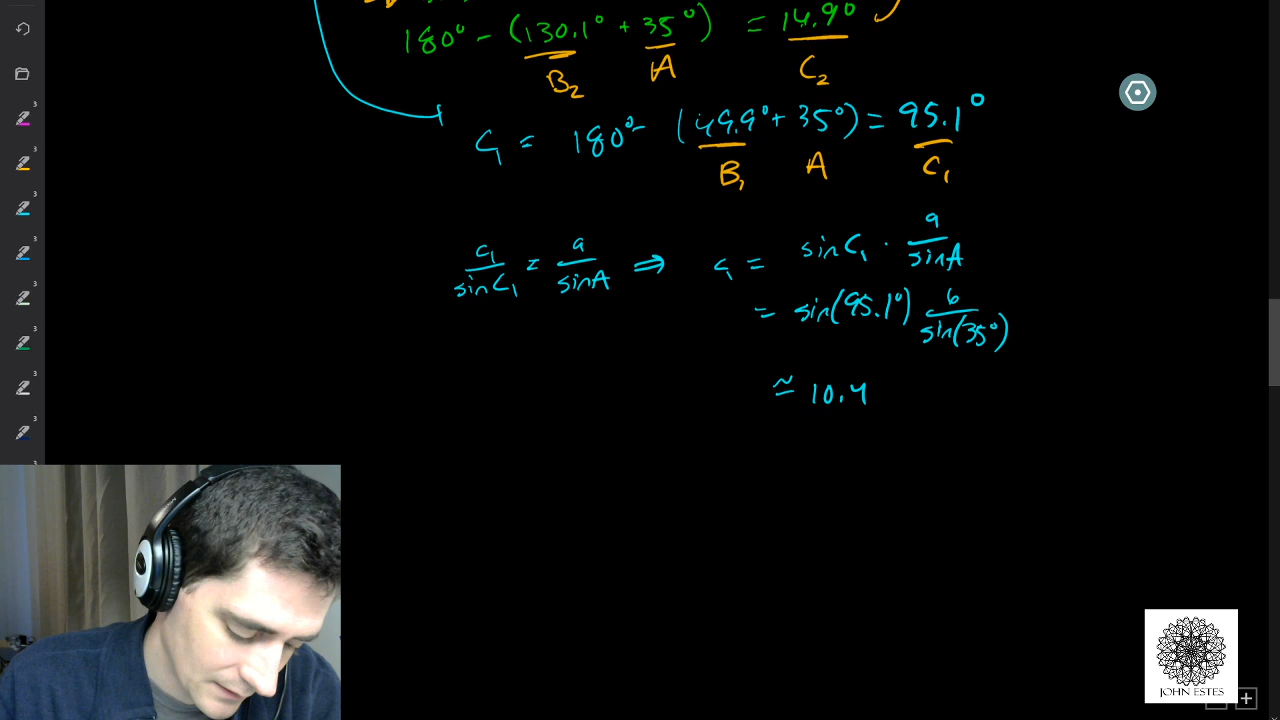 180° - (130.1° + 35°) = 14.9°
B₂ A C₂
C₁ = 180° - (49.9° + 35°) = 95.1°
B₁ A C₁
c₁/sinC₁ = a/sinA ⇒ c₁ = sinC₁ · a/sinA
= sin(95.1°) 6/sin(35°)
≅ 10.4
JOHN ESTES